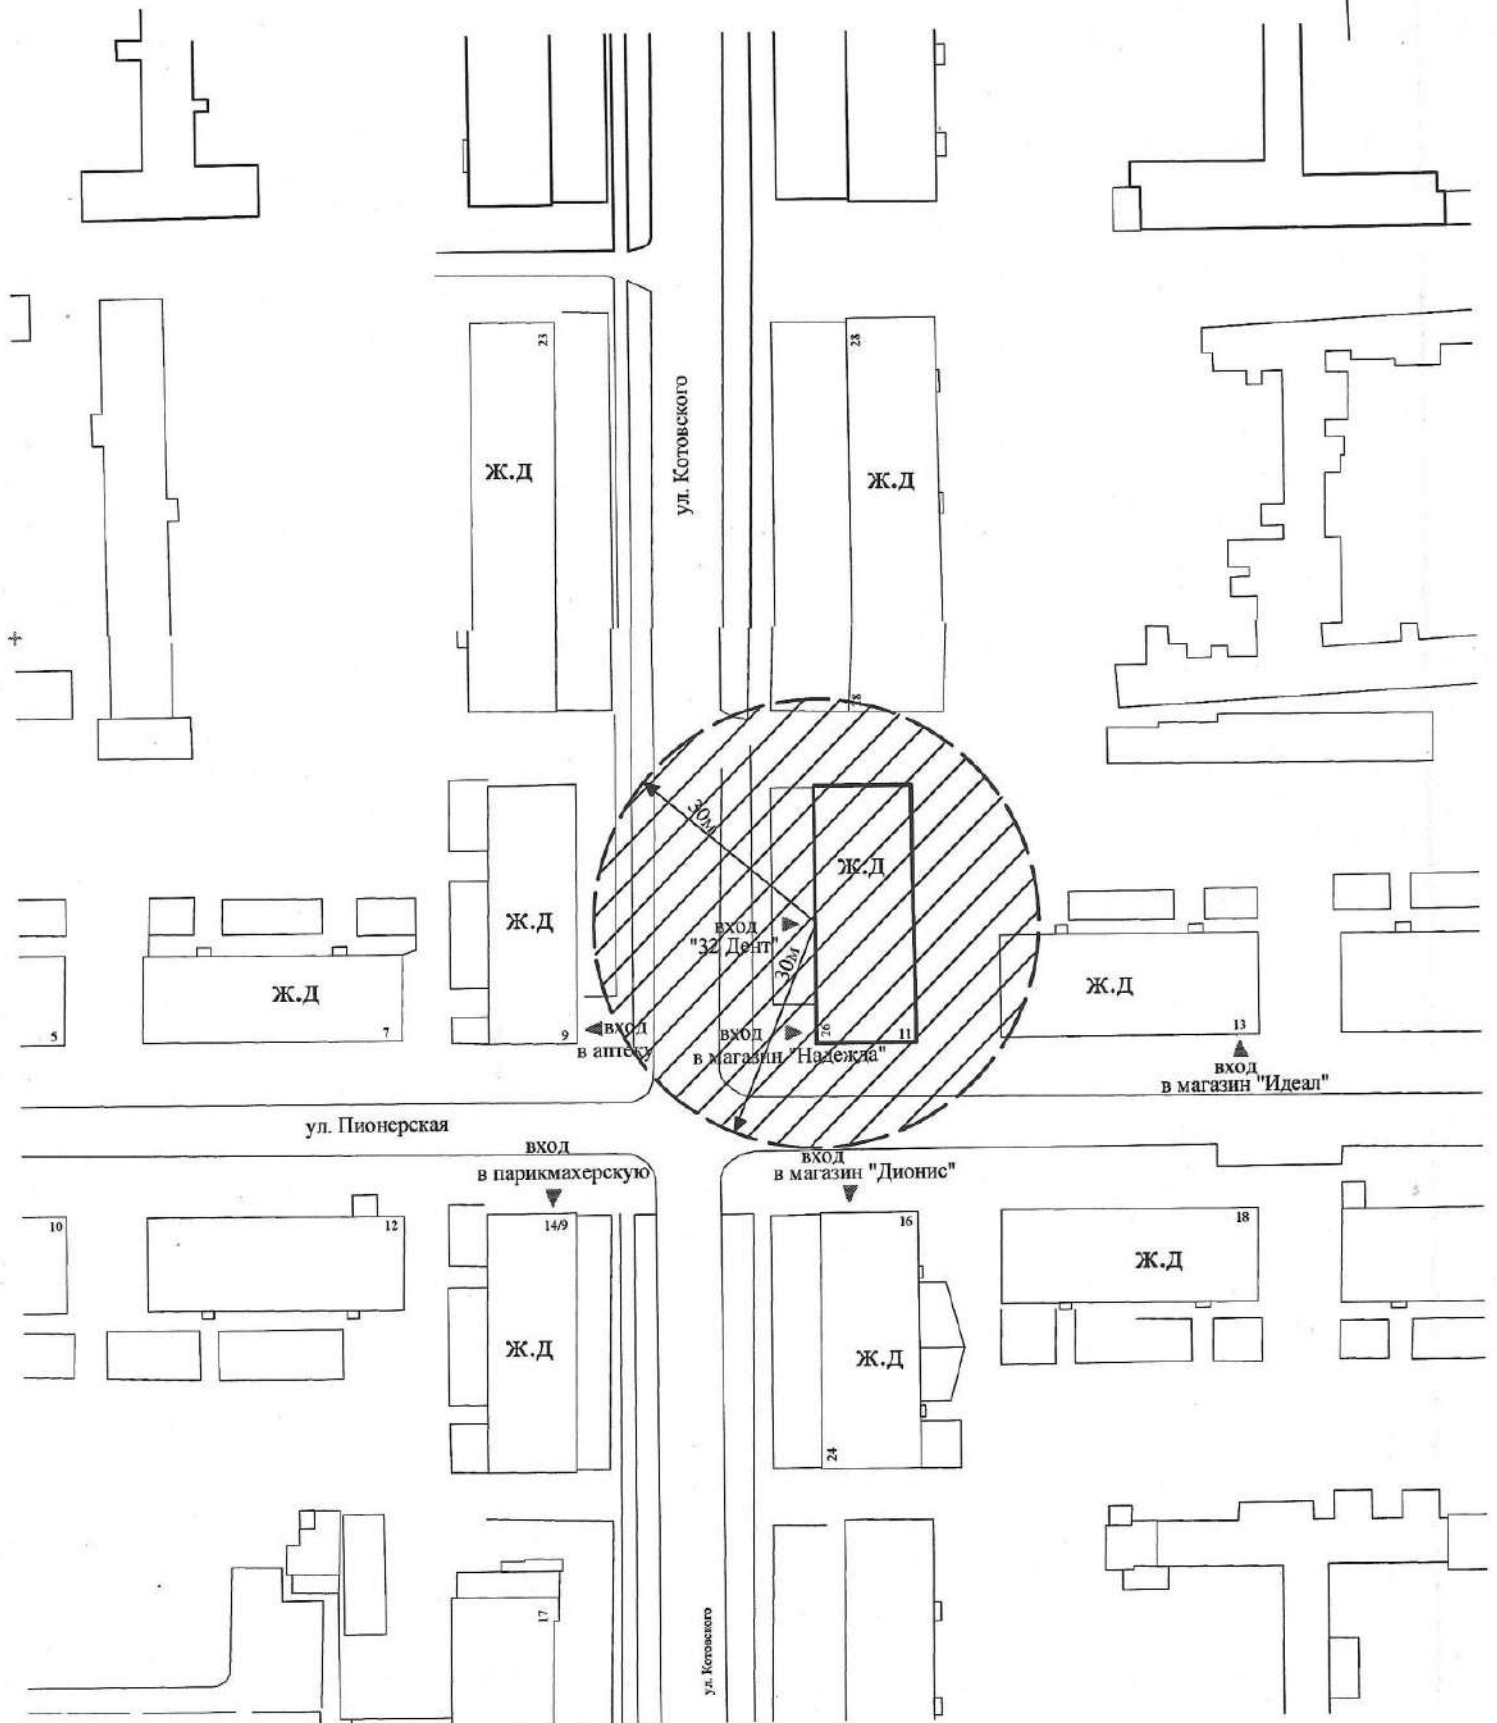 23
28
ул. Котовского
Ж.Д
Ж.Д
28
30м
Ж.Д
Ж.Д
вход
"32 Дент"
30м
Ж.Д
Ж.Д
5
7
9
вход
в аптеку
вход
в магазин "Надежда"
26
11
13
вход
в магазин "Идеал"
ул. Пионерская
вход
в парикмахерскую
вход
в магазин "Дионис"
10
12
14/9
16
18
Ж.Д
Ж.Д
Ж.Д
24
17
ул. Котовского